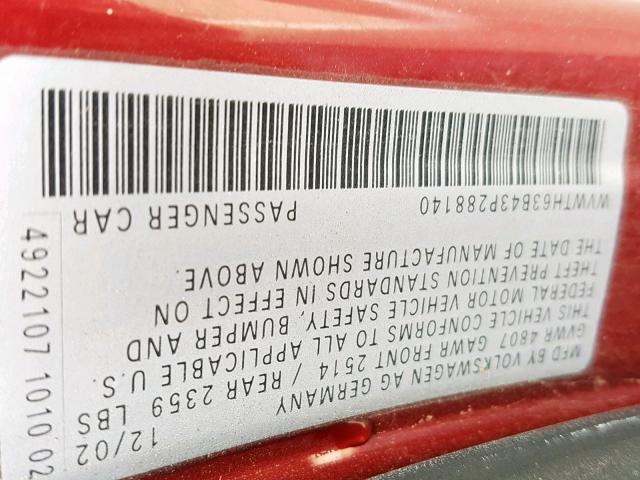 MFD BY VOLKSWAGEN AG GERMANY 12/02
GVWR 4807 GAWR FRONT 2514 / REAR 2359 LBS
THIS VEHICLE CONFORMS TO ALL APPLICABLE U.S.
FEDERAL MOTOR VEHICLE SAFETY, BUMPER AND
THEFT PREVENTION STANDARDS IN EFFECT ON
THE DATE OF MANUFACTURE SHOWN ABOVE.
WVWTH63B43P288140 PASSENGER CAR
4922107 1010 02